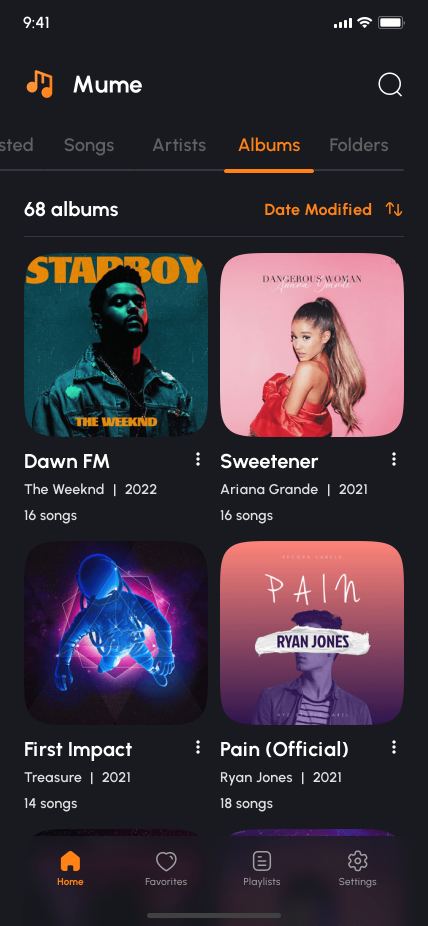 9:41
Mume
sted Songs Artists Albums Folders
68 albums Date Modified
STARBOY
THE WEEKND
DANGEROUS WOMAN
Ariana Grande
Dawn FM
The Weeknd | 2022
16 songs
Sweetener
Ariana Grande | 2021
16 songs
PAIN
RYAN JONES
First Impact
Treasure | 2021
14 songs
Pain (Official)
Ryan Jones | 2021
18 songs
Home Favorites Playlists Settings